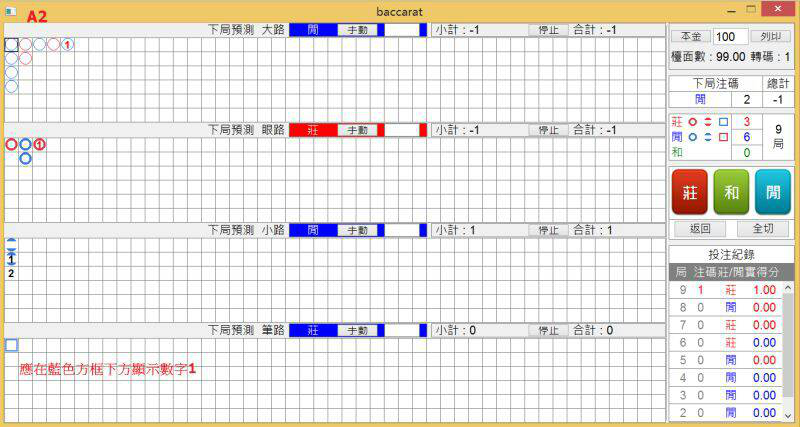 baccarat
A2
下局預測 大路 閒 手動 小計：-1 停止 合計：-1
1
下局預測 眼路 莊 手動 小計：-1 停止 合計：-1
1
下局預測 小路 閒 手動 小計：1 停止 合計：1
1
2
下局預測 筆路 莊 手動 小計：0 停止 合計：0
應在藍色方框下方顯示數字1
本金 100 列印
檯面數：99.00 轉碼：1
下局注碼 總計
閒 2 -1
莊 3
閒 6
和 0
9
局
莊 和 閒
返回 全切
投注紀錄
局 注碼 莊/閒 實得分
9 1 莊 1.00
8 0 閒 0.00
7 0 莊 0.00
6 0 莊 0.00
5 0 閒 0.00
4 0 閒 0.00
3 0 閒 0.00
2 0 閒 0.00